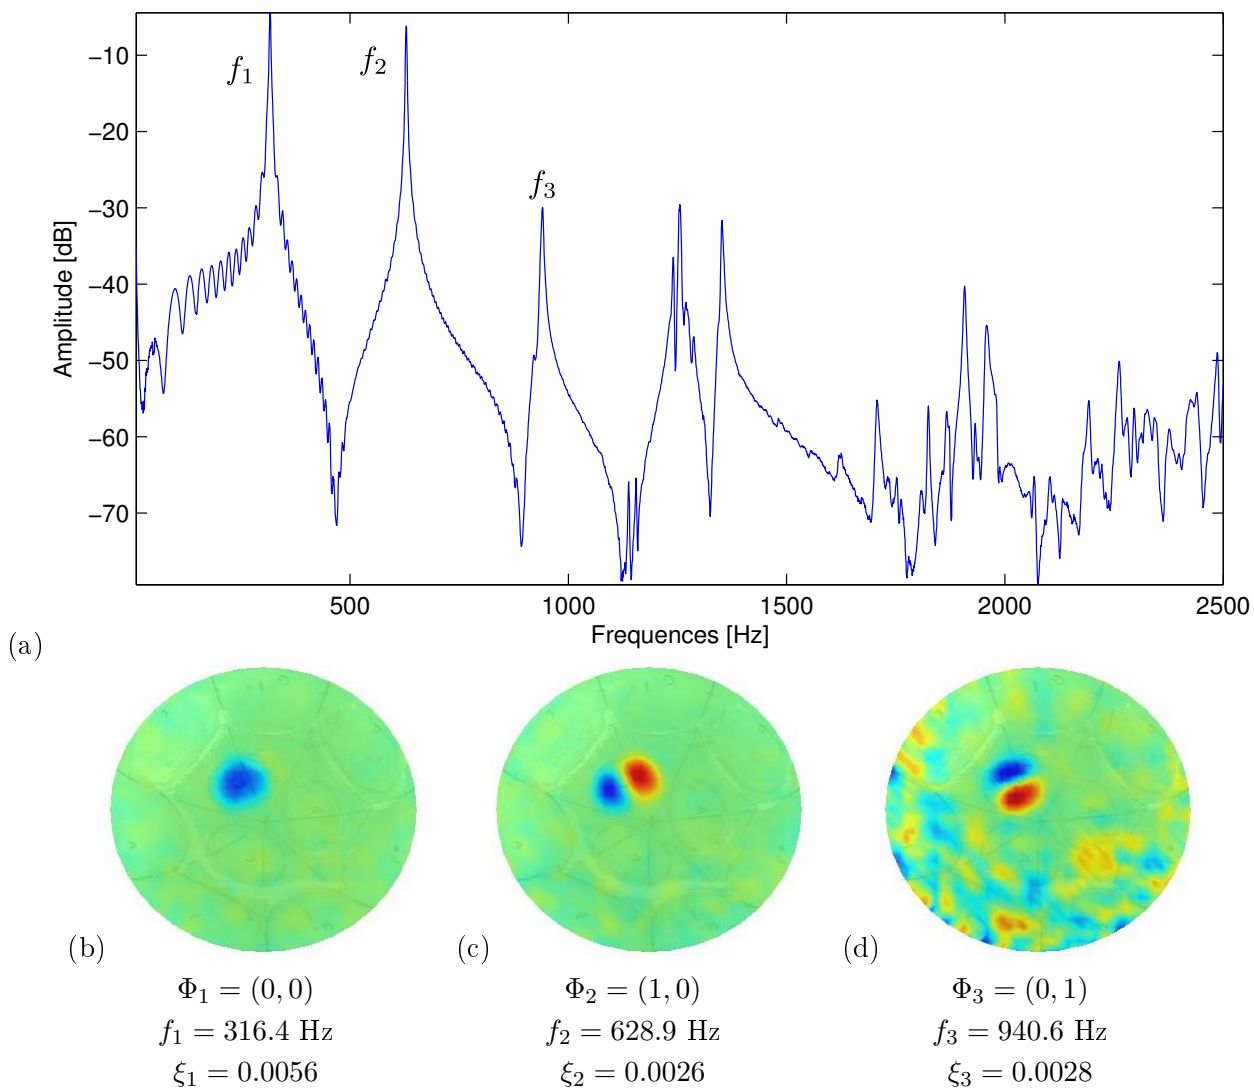 −10
−20
−30
−40
−50
−60
−70
Amplitude [dB]
f₁
f₂
f₃
500 1000 1500 2000 2500
Frequences [Hz]
(a)
(b) (c) (d)
Φ₁ = (0, 0) Φ₂ = (1, 0) Φ₃ = (0, 1)
f₁ = 316.4 Hz f₂ = 628.9 Hz f₃ = 940.6 Hz
ξ₁ = 0.0056 ξ₂ = 0.0026 ξ₃ = 0.0028